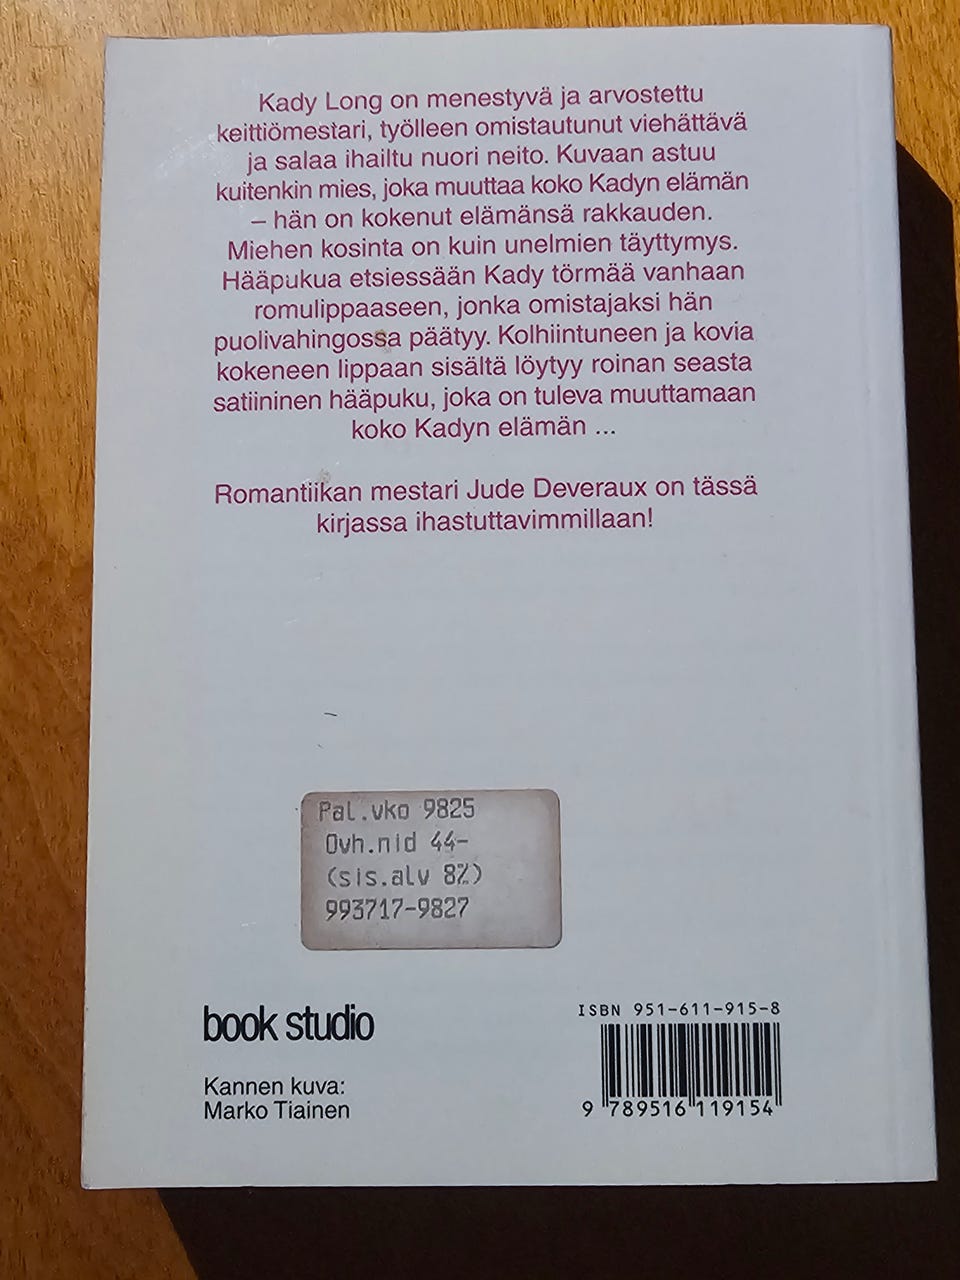 Kady Long on menestyvä ja arvostettu
keittiömestari, työlleen omistautunut viehättävä
ja salaa ihailtu nuori neito. Kuvaan astuu
kuitenkin mies, joka muuttaa koko Kadyn elämän
– hän on kokenut elämänsä rakkauden.
Miehen kosinta on kuin unelmien täyttymys.
Hääpukua etsiessään Kady törmää vanhaan
romulippaaseen, jonka omistajaksi hän
puolivahingossa päätyy. Kolhiintuneen ja kovia
kokeneen lippaan sisältä löytyy roinan seasta
satiininen hääpuku, joka on tuleva muuttamaan
koko Kadyn elämän ...
Romantiikan mestari Jude Deveraux on tässä
kirjassa ihastuttavimmillaan!
Pal.vko 9825
Ovh.nid 44-
(sis.alv 8%)
993717-9827
book studio
Kannen kuva:
Marko Tiainen
ISBN 951-611-915-8
9 789516 119154